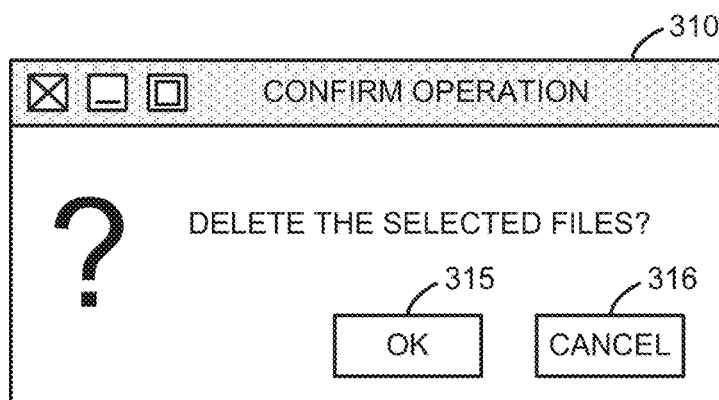 310
CONFIRM OPERATION
?
DELETE THE SELECTED FILES?
315
316
OK
CANCEL